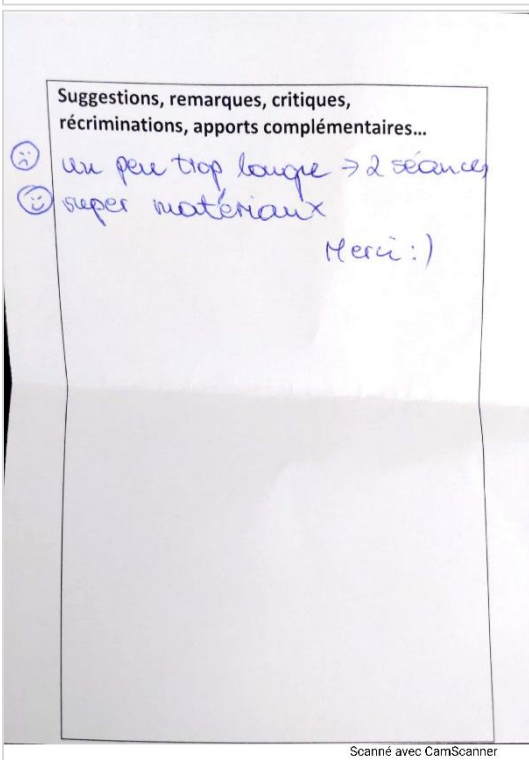 Suggestions, remarques, critiques,
récriminations, apports complémentaires...
☹ un peu trop longue → 2 séances
☺ super matériaux
Merci :)
Scanné avec CamScanner